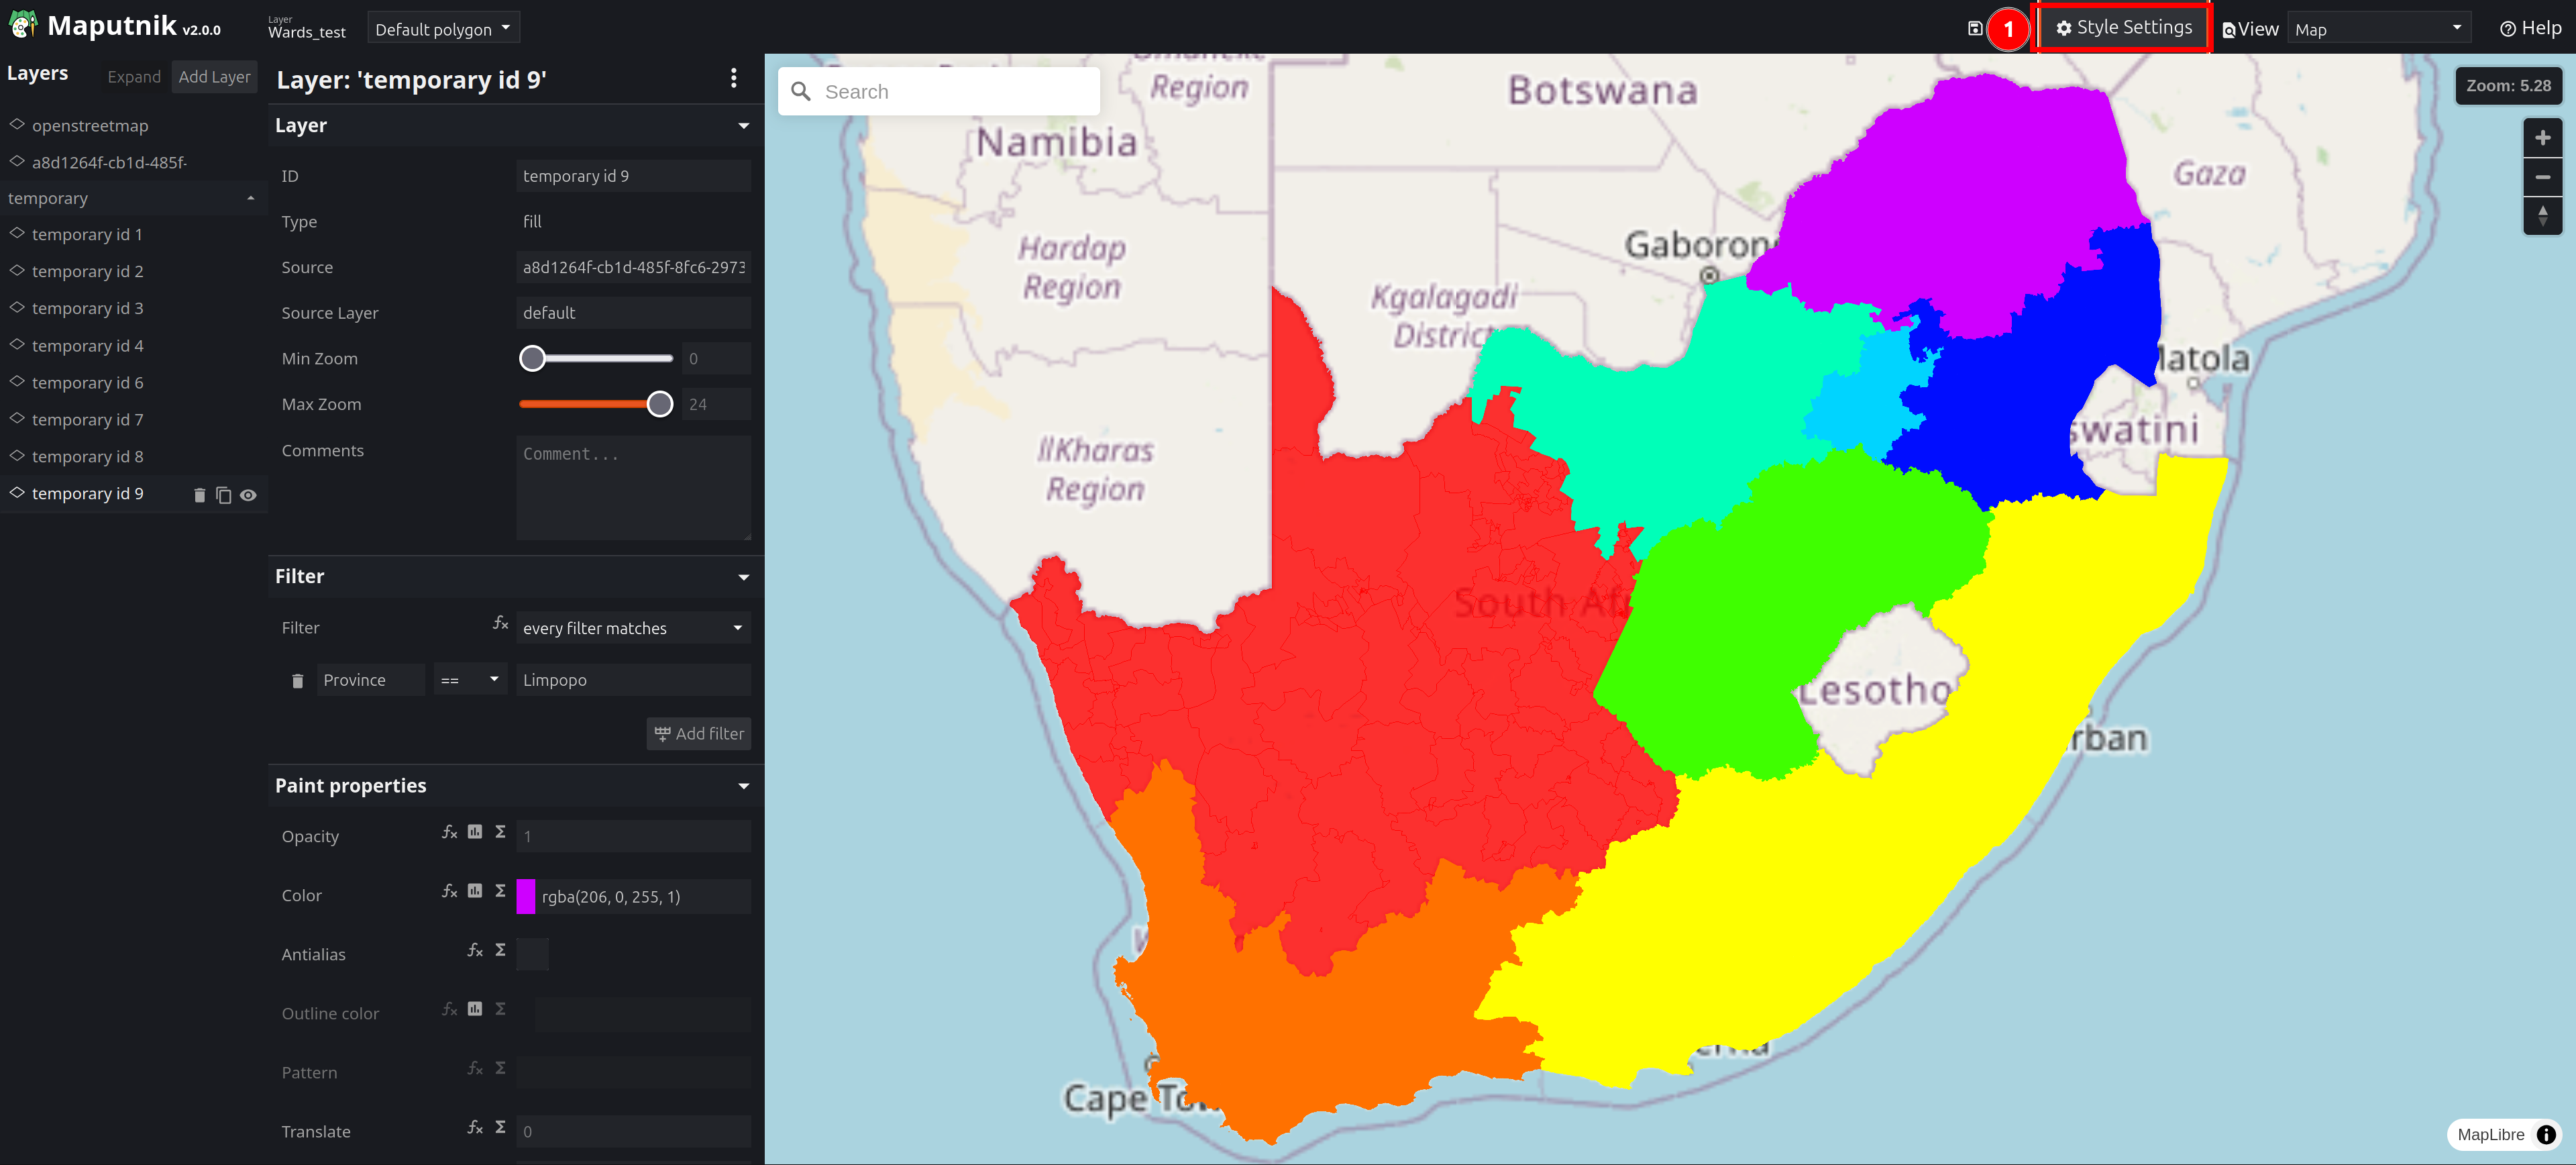 Maputnik v2.0.0
Layer
Wards_test
Default polygon
1
Style Settings
View
Map
Help
Layers
Expand
Add Layer
openstreetmap
a8d1264f-cb1d-485f-
temporary
temporary id 1
temporary id 2
temporary id 3
temporary id 4
temporary id 6
temporary id 7
temporary id 8
temporary id 9
Layer: 'temporary id 9'
Layer
ID
temporary id 9
Type
fill
Source
a8d1264f-cb1d-485f-8fc6-2973
Source Layer
default
Min Zoom
0
Max Zoom
24
Comments
Comment...
Filter
Filter
every filter matches
Province
==
Limpopo
Add filter
Paint properties
Opacity
1
Color
rgba(206, 0, 255, 1)
Antialias
Outline color
Pattern
Translate
0
Search
Zoom: 5.28
Region
Botswana
Namibia
Gaza
Hardap
Region
Gaboron
Kgalagadi
District
Matola
swatini
llKharas
Region
South Af
Lesotho
urban
Cape To
MapLibre